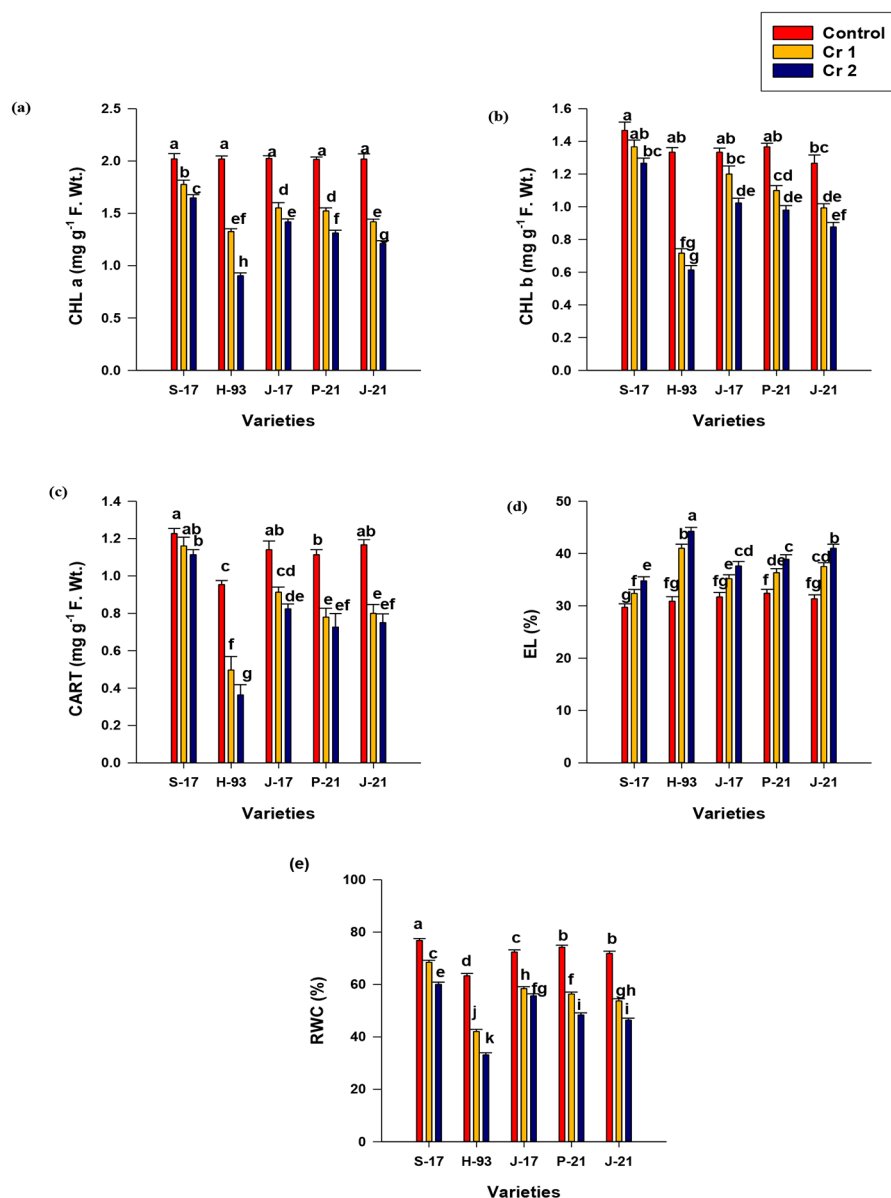 Control
Cr 1
Cr 2
(a)
CHL a (mg g-1 F. Wt.)
2.5
2.0
1.5
1.0
0.5
0.0
a
b
c
a
ef
h
a
d
e
a
d
f
a
e
g
S-17 H-93 J-17 P-21 J-21
Varieties
(b)
CHL b (mg g-1 F. Wt.)
1.6
1.4
1.2
1.0
0.8
0.6
0.4
0.2
0.0
a
ab
bc
ab
fg
g
ab
bc
de
ab
cd
de
bc
de
ef
S-17 H-93 J-17 P-21 J-21
Varieties
(c)
CART (mg g-1 F. Wt.)
1.4
1.2
1.0
0.8
0.6
0.4
0.2
0.0
a
ab
b
c
f
g
ab
cd
de
b
e
ef
ab
e
ef
S-17 H-93 J-17 P-21 J-21
Varieties
(d)
EL (%)
50
40
30
20
10
0
g
f
e
fg
b
a
fg
e
cd
f
de
c
fg
cd
b
S-17 H-93 J-17 P-21 J-21
Varieties
(e)
RWC (%)
100
80
60
40
20
0
a
c
e
d
j
k
c
h
fg
b
f
i
b
gh
i
S-17 H-93 J-17 P-21 J-21
Varieties